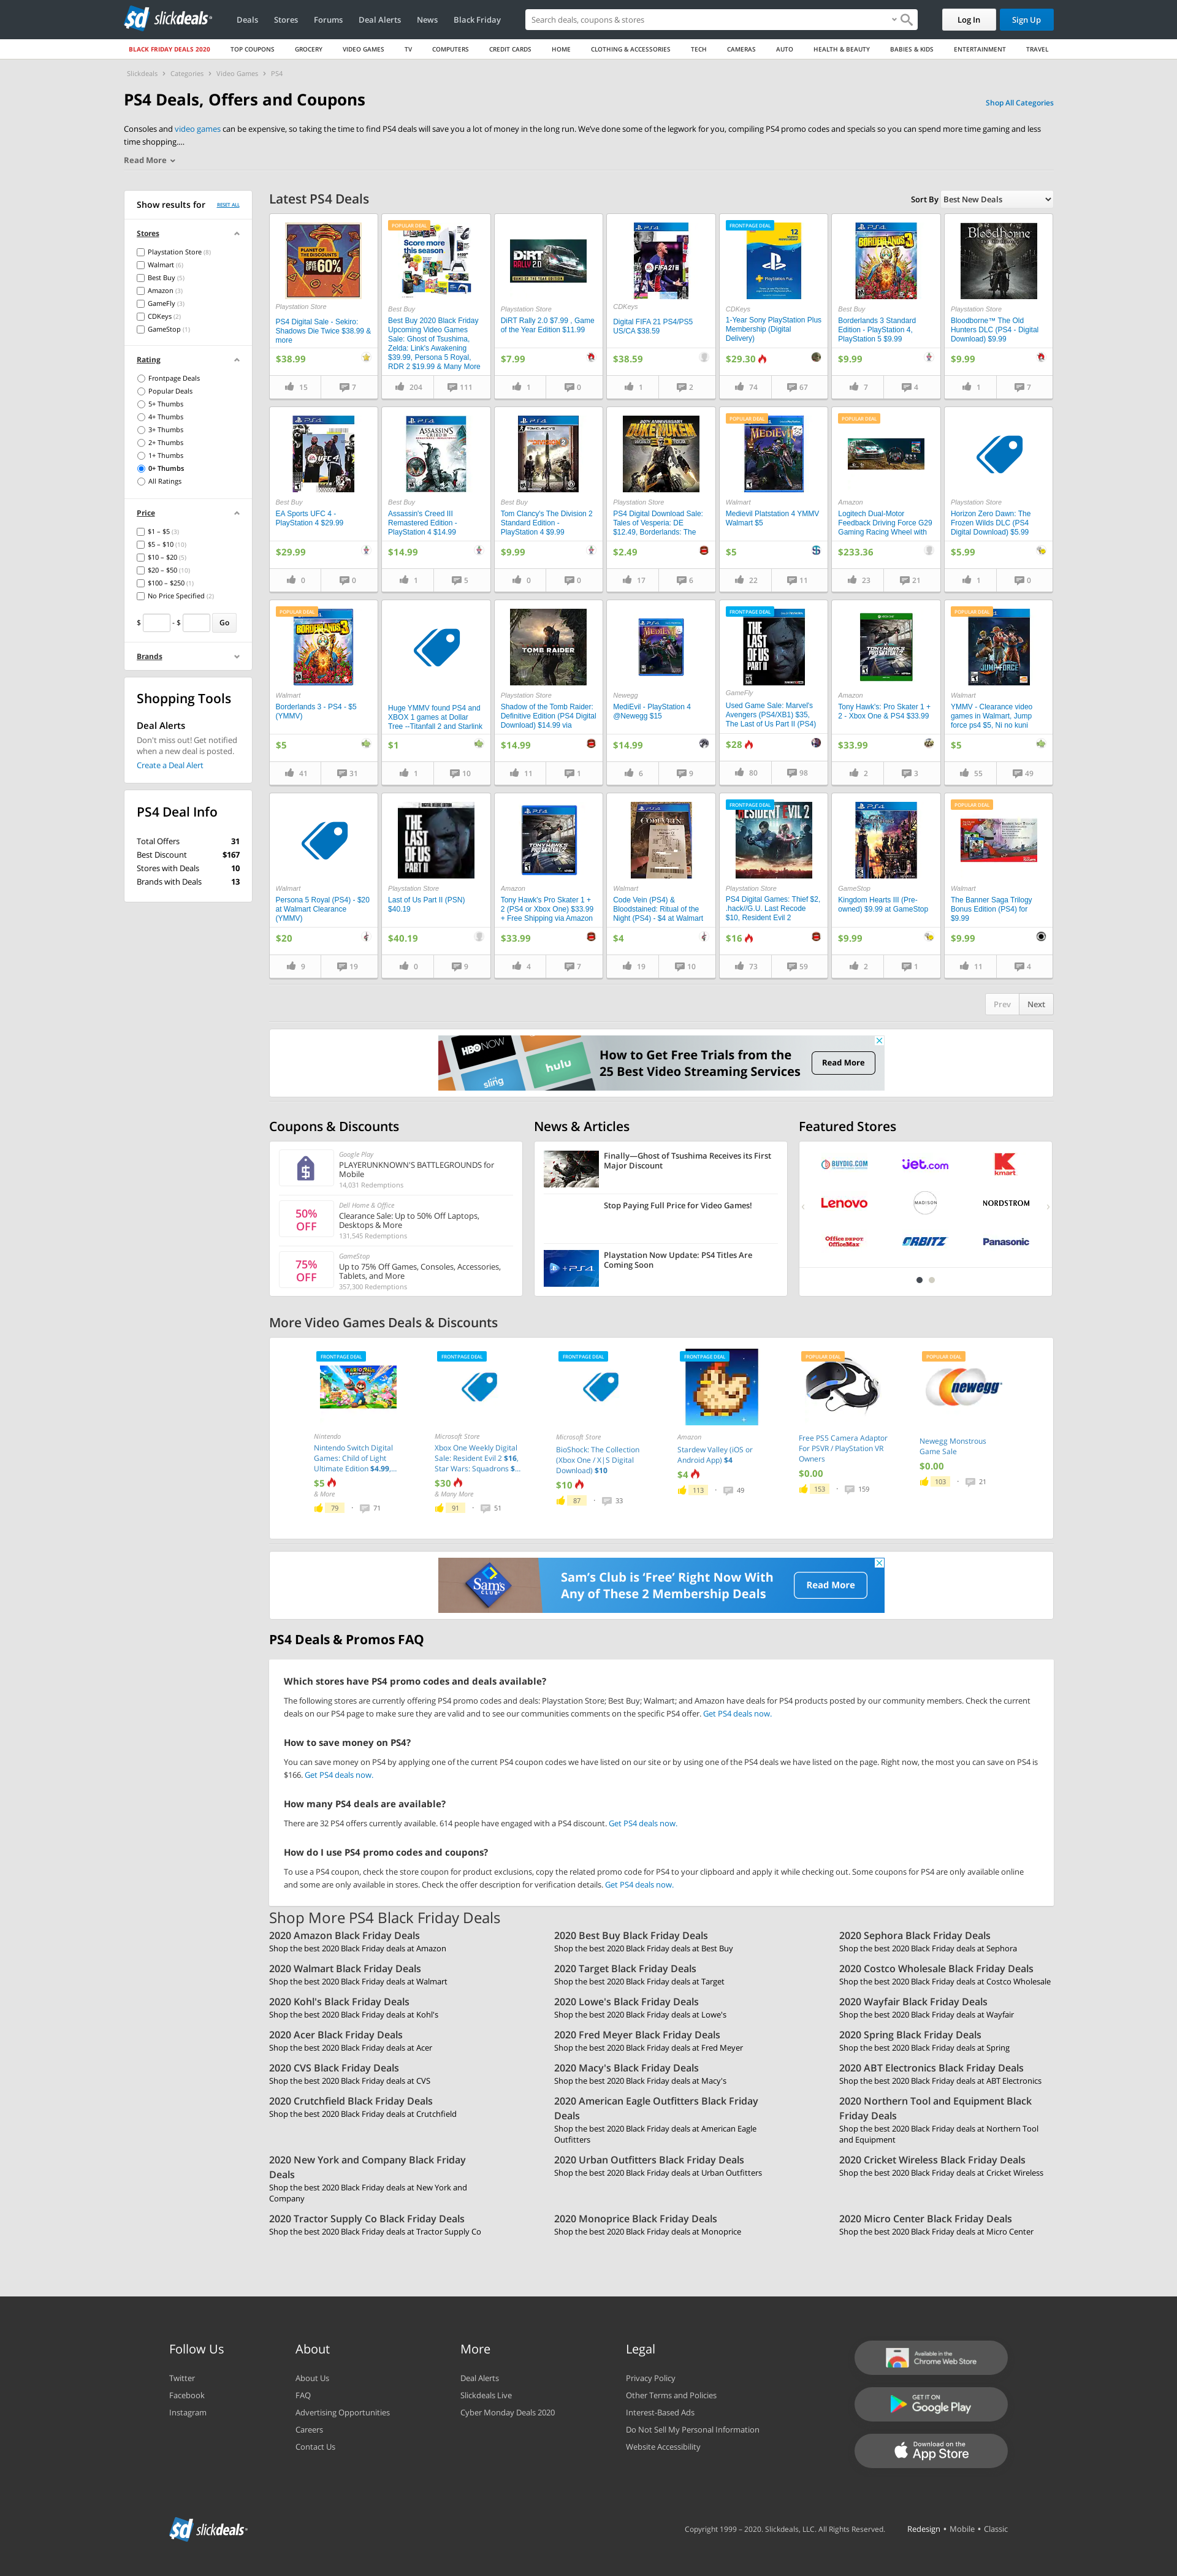 slickdeals
Deals
Stores
Forums
Deal Alerts
News
Black Friday
Search deals, coupons & stores
Log In
Sign Up
BLACK FRIDAY DEALS 2020
TOP COUPONS
GROCERY
VIDEO GAMES
TV
COMPUTERS
CREDIT CARDS
HOME
CLOTHING & ACCESSORIES
TECH
CAMERAS
AUTO
HEALTH & BEAUTY
BABIES & KIDS
ENTERTAINMENT
TRAVEL
Slickdeals › Categories › Video Games › PS4
PS4 Deals, Offers and Coupons
Shop All Categories
Consoles and video games can be expensive, so taking the time to find PS4 deals will save you a lot of money in the long run. We've done some of the legwork for you, compiling PS4 promo codes and specials so you can spend more time gaming and less
time shopping....
Read More
Show results for
RESET ALL
Stores
Playstation Store (8)
Walmart (6)
Best Buy (5)
Amazon (3)
GameFly (3)
CDKeys (2)
GameStop (1)
Rating
Frontpage Deals
Popular Deals
5+ Thumbs
4+ Thumbs
3+ Thumbs
2+ Thumbs
1+ Thumbs
0+ Thumbs
All Ratings
Price
$1 – $5 (3)
$5 – $10 (10)
$10 – $20 (5)
$20 – $50 (10)
$100 – $250 (1)
No Price Specified (2)
$ - $ Go
Brands
Shopping Tools
Deal Alerts
Don't miss out! Get notified
when a new deal is posted.
Create a Deal Alert
PS4 Deal Info
Total Offers 31
Best Discount $167
Stores with Deals 10
Brands with Deals 13
Latest PS4 Deals
Sort By Best New Deals
Playstation Store
PS4 Digital Sale - Sekiro:
Shadows Die Twice $38.99 &
more
$38.99
15 7
POPULAR DEAL
Score more
this season
Best Buy
Best Buy 2020 Black Friday
Upcoming Video Games
Sale: Ghost of Tsushima,
Zelda: Link's Awakening
$39.99, Persona 5 Royal,
RDR 2 $19.99 & Many More
204 111
DIRT
RALLY 2.0
Playstation Store
DiRT Rally 2.0 $7.99 , Game
of the Year Edition $11.99
$7.99
1 0
FIFA 21
CDKeys
Digital FIFA 21 PS4/PS5
US/CA $38.59
$38.59
1 2
FRONTPAGE DEAL
12
PlayStation Plus
CDKeys
1-Year Sony PlayStation Plus
Membership (Digital
Delivery)
$29.30
74 67
BORDERLANDS 3
Best Buy
Borderlands 3 Standard
Edition - PlayStation 4,
PlayStation 5 $9.99
$9.99
7 4
Bloodborne
Playstation Store
Bloodborne™ The Old
Hunters DLC (PS4 - Digital
Download) $9.99
$9.99
1 7
UFC 4
Best Buy
EA Sports UFC 4 -
PlayStation 4 $29.99
$29.99
0 0
ASSASSIN'S
CREED III
Best Buy
Assassin's Creed III
Remastered Edition -
PlayStation 4 $14.99
$14.99
1 5
Best Buy
Tom Clancy's The Division 2
Standard Edition -
PlayStation 4 $9.99
$9.99
0 0
DUKE NUKEM
Playstation Store
PS4 Digital Download Sale:
Tales of Vesperia: DE
$12.49, Borderlands: The
$2.49
17 6
POPULAR DEAL
MEDIEVIL
Walmart
Medievil Platstation 4 YMMV
Walmart $5
$5
22 11
POPULAR DEAL
Amazon
Logitech Dual-Motor
Feedback Driving Force G29
Gaming Racing Wheel with
$233.36
23 21
Playstation Store
Horizon Zero Dawn: The
Frozen Wilds DLC (PS4
Digital Download) $5.99
$5.99
1 0
POPULAR DEAL
BORDERLANDS 3
Walmart
Borderlands 3 - PS4 - $5
(YMMV)
$5
41 31
Huge YMMV found PS4 and
XBOX 1 games at Dollar
Tree --Titanfall 2 and Starlink
$1
1 10
TOMB RAIDER
Playstation Store
Shadow of the Tomb Raider:
Definitive Edition (PS4 Digital
Download) $14.99 via
$14.99
11 1
MEDIEVIL
Newegg
MediEvil - PlayStation 4
@Newegg $15
$14.99
6 9
FRONTPAGE DEAL
THE
LAST
OF US
PART II
GameFly
Used Game Sale: Marvel's
Avengers (PS4/XB1) $35,
The Last of Us Part II (PS4)
$28
80 98
TONY HAWK'S
PRO SKATER
Amazon
Tony Hawk's: Pro Skater 1 +
2 - Xbox One & PS4 $33.99
$33.99
2 3
POPULAR DEAL
JUMP FORCE
Walmart
YMMV - Clearance video
games in Walmart, Jump
force ps4 $5, Ni no kuni
$5
55 49
Walmart
Persona 5 Royal (PS4) - $20
at Walmart Clearance
(YMMV)
$20
9 19
THE
LAST
OF US
PART II
Playstation Store
Last of Us Part II (PSN)
$40.19
$40.19
0 9
TONY HAWK'S
PRO SKATER
Amazon
Tony Hawk's Pro Skater 1 +
2 (PS4 or Xbox One) $33.99
+ Free Shipping via Amazon
$33.99
4 7
CODE VEIN
Walmart
Code Vein (PS4) &
Bloodstained: Ritual of the
Night (PS4) - $4 at Walmart
$4
19 10
FRONTPAGE DEAL
RESIDENT EVIL 2
Playstation Store
PS4 Digital Games: Thief $2,
.hack//G.U. Last Recode
$10, Resident Evil 2
$16
73 59
GameStop
Kingdom Hearts III (Pre-
owned) $9.99 at GameStop
$9.99
2 1
POPULAR DEAL
Walmart
The Banner Saga Trilogy
Bonus Edition (PS4) for
$9.99
$9.99
11 4
Prev Next
HBO NOW
sling
hulu
How to Get Free Trials from the
25 Best Video Streaming Services
Read More
Coupons & Discounts
Google Play
PLAYERUNKNOWN'S BATTLEGROUNDS for
Mobile
14,031 Redemptions
50%
OFF
Dell Home & Office
Clearance Sale: Up to 50% Off Laptops,
Desktops & More
131,545 Redemptions
75%
OFF
GameStop
Up to 75% Off Games, Consoles, Accessories,
Tablets, and More
357,300 Redemptions
News & Articles
Finally—Ghost of Tsushima Receives its First
Major Discount
Stop Paying Full Price for Video Games!
+PS4
Playstation Now Update: PS4 Titles Are
Coming Soon
Featured Stores
BUYDIG.COM
jet.com
kmart
Lenovo
MADISON
NORDSTROM
Office DEPOT
OfficeMax
ORBITZ
Panasonic
More Video Games Deals & Discounts
FRONTPAGE DEAL
Nintendo
Nintendo Switch Digital
Games: Child of Light
Ultimate Edition $4.99,...
$5
& More
79 · 71
FRONTPAGE DEAL
Microsoft Store
Xbox One Weekly Digital
Sale: Resident Evil 2 $16,
Star Wars: Squadrons $...
$30
& Many More
91 · 51
FRONTPAGE DEAL
Microsoft Store
BioShock: The Collection
(Xbox One / X|S Digital
Download) $10
$10
87 · 33
FRONTPAGE DEAL
Amazon
Stardew Valley (iOS or
Android App) $4
$4
113 · 49
POPULAR DEAL
Free PS5 Camera Adaptor
For PSVR / PlayStation VR
Owners
$0.00
153 · 159
POPULAR DEAL
newegg
Newegg Monstrous
Game Sale
$0.00
103 · 21
Sam's
CLUB
Sam's Club is 'Free' Right Now With
Any of These 2 Membership Deals
Read More
PS4 Deals & Promos FAQ
Which stores have PS4 promo codes and deals available?
The following stores are currently offering PS4 promo codes and deals: Playstation Store; Best Buy; Walmart; and Amazon have deals for PS4 products posted by our community members. Check the current
deals on our PS4 page to make sure they are valid and to see our communities comments on the specific PS4 offer. Get PS4 deals now.
How to save money on PS4?
You can save money on PS4 by applying one of the current PS4 coupon codes we have listed on our site or by using one of the PS4 deals we have listed on the page. Right now, the most you can save on PS4 is
$166. Get PS4 deals now.
How many PS4 deals are available?
There are 32 PS4 offers currently available. 614 people have engaged with a PS4 discount. Get PS4 deals now.
How do I use PS4 promo codes and coupons?
To use a PS4 coupon, check the store coupon for product exclusions, copy the related promo code for PS4 to your clipboard and apply it while checking out. Some coupons for PS4 are only available online
and some are only available in stores. Check the offer description for verification details. Get PS4 deals now.
Shop More PS4 Black Friday Deals
2020 Amazon Black Friday Deals
Shop the best 2020 Black Friday deals at Amazon
2020 Best Buy Black Friday Deals
Shop the best 2020 Black Friday deals at Best Buy
2020 Sephora Black Friday Deals
Shop the best 2020 Black Friday deals at Sephora
2020 Walmart Black Friday Deals
Shop the best 2020 Black Friday deals at Walmart
2020 Target Black Friday Deals
Shop the best 2020 Black Friday deals at Target
2020 Costco Wholesale Black Friday Deals
Shop the best 2020 Black Friday deals at Costco Wholesale
2020 Kohl's Black Friday Deals
Shop the best 2020 Black Friday deals at Kohl's
2020 Lowe's Black Friday Deals
Shop the best 2020 Black Friday deals at Lowe's
2020 Wayfair Black Friday Deals
Shop the best 2020 Black Friday deals at Wayfair
2020 Acer Black Friday Deals
Shop the best 2020 Black Friday deals at Acer
2020 Fred Meyer Black Friday Deals
Shop the best 2020 Black Friday deals at Fred Meyer
2020 Spring Black Friday Deals
Shop the best 2020 Black Friday deals at Spring
2020 CVS Black Friday Deals
Shop the best 2020 Black Friday deals at CVS
2020 Macy's Black Friday Deals
Shop the best 2020 Black Friday deals at Macy's
2020 ABT Electronics Black Friday Deals
Shop the best 2020 Black Friday deals at ABT Electronics
2020 Crutchfield Black Friday Deals
Shop the best 2020 Black Friday deals at Crutchfield
2020 American Eagle Outfitters Black Friday
Deals
Shop the best 2020 Black Friday deals at American Eagle
Outfitters
2020 Northern Tool and Equipment Black
Friday Deals
Shop the best 2020 Black Friday deals at Northern Tool
and Equipment
2020 New York and Company Black Friday
Deals
Shop the best 2020 Black Friday deals at New York and
Company
2020 Urban Outfitters Black Friday Deals
Shop the best 2020 Black Friday deals at Urban Outfitters
2020 Cricket Wireless Black Friday Deals
Shop the best 2020 Black Friday deals at Cricket Wireless
2020 Tractor Supply Co Black Friday Deals
Shop the best 2020 Black Friday deals at Tractor Supply Co
2020 Monoprice Black Friday Deals
Shop the best 2020 Black Friday deals at Monoprice
2020 Micro Center Black Friday Deals
Shop the best 2020 Black Friday deals at Micro Center
Follow Us
Twitter
Facebook
Instagram
About
About Us
FAQ
Advertising Opportunities
Careers
Contact Us
More
Deal Alerts
Slickdeals Live
Cyber Monday Deals 2020
Legal
Privacy Policy
Other Terms and Policies
Interest-Based Ads
Do Not Sell My Personal Information
Website Accessibility
Available in the
Chrome Web Store
GET IT ON
Google Play
Download on the
App Store
slickdeals
Copyright 1999 – 2020. Slickdeals, LLC. All Rights Reserved.
Redesign • Mobile • Classic